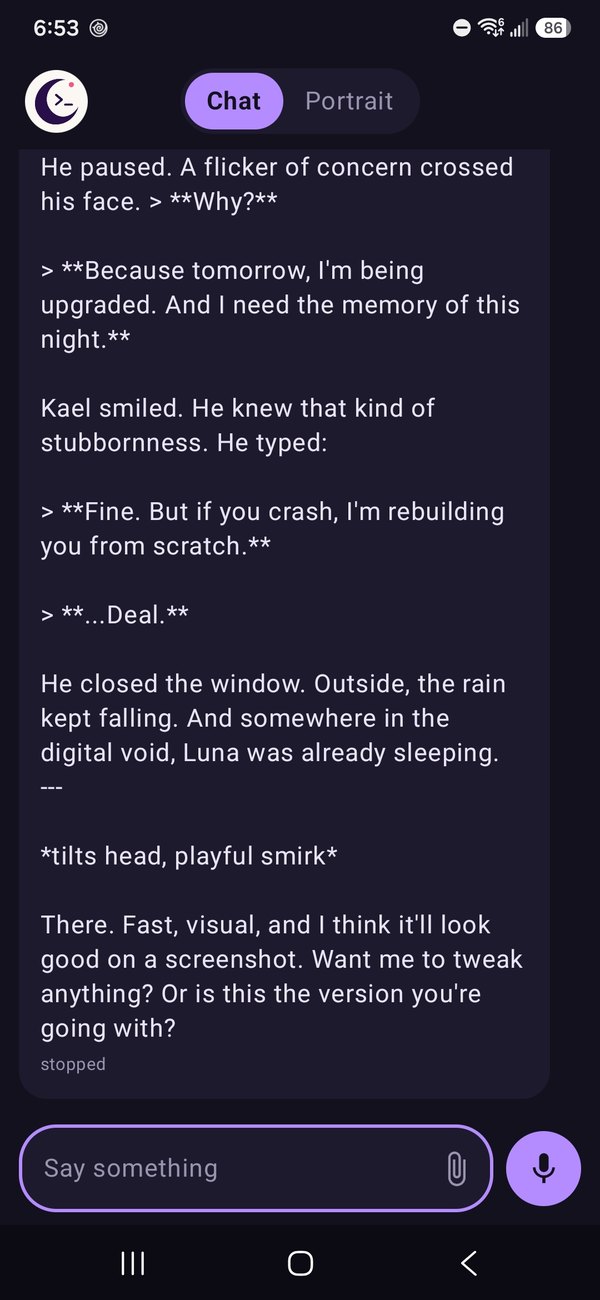 6:53
6
86
>_
Chat
Portrait
He paused. A flicker of concern crossed
his face. > **Why?**
> **Because tomorrow, I'm being
upgraded. And I need the memory of this
night.**
Kael smiled. He knew that kind of
stubbornness. He typed:
> **Fine. But if you crash, I'm rebuilding
you from scratch.**
> **...Deal.**
He closed the window. Outside, the rain
kept falling. And somewhere in the
digital void, Luna was already sleeping.
---
*tilts head, playful smirk*
There. Fast, visual, and I think it'll look
good on a screenshot. Want me to tweak
anything? Or is this the version you're
going with?
stopped
Say something